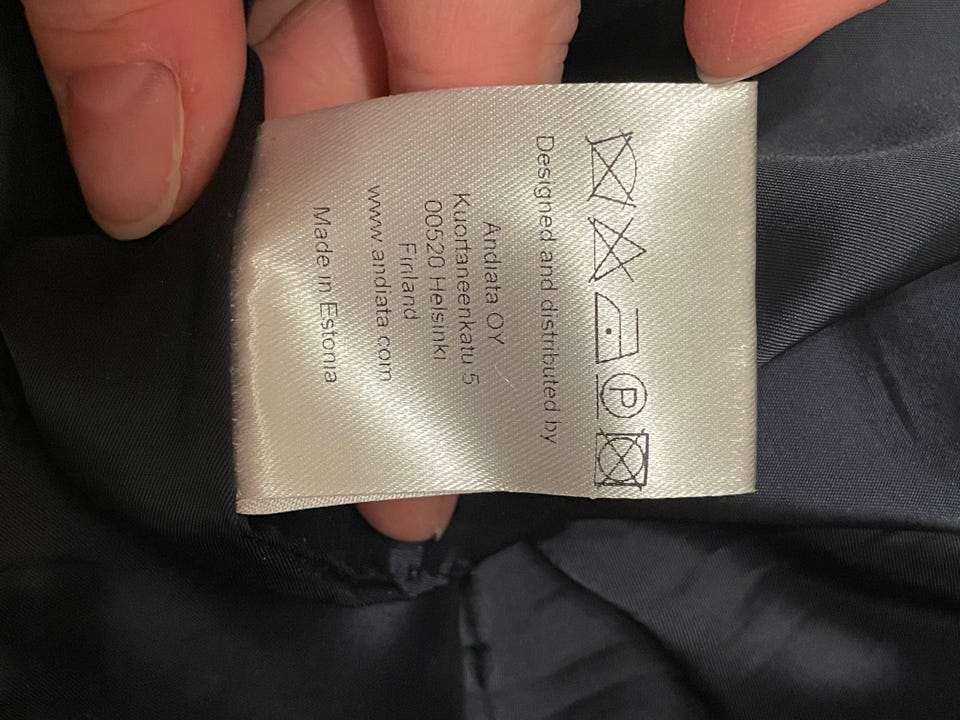 P
Designed and distributed by
Andiata OY
Kuortaneenkatu 5
00520 Helsinki
Finland
www.andiata.com
Made in Estonia